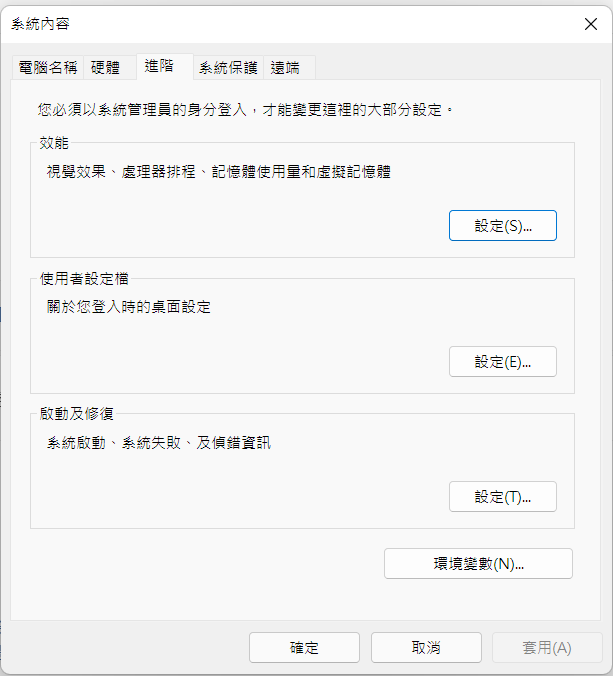 系統內容
電腦名稱 硬體 進階 系統保護 遠端
您必須以系統管理員的身分登入，才能變更這裡的大部分設定。
效能
視覺效果、處理器排程、記憶體使用量和虛擬記憶體
設定(S)...
使用者設定檔
關於您登入時的桌面設定
設定(E)...
啟動及修復
系統啟動、系統失敗、及偵錯資訊
設定(T)...
環境變數(N)...
確定 取消 套用(A)